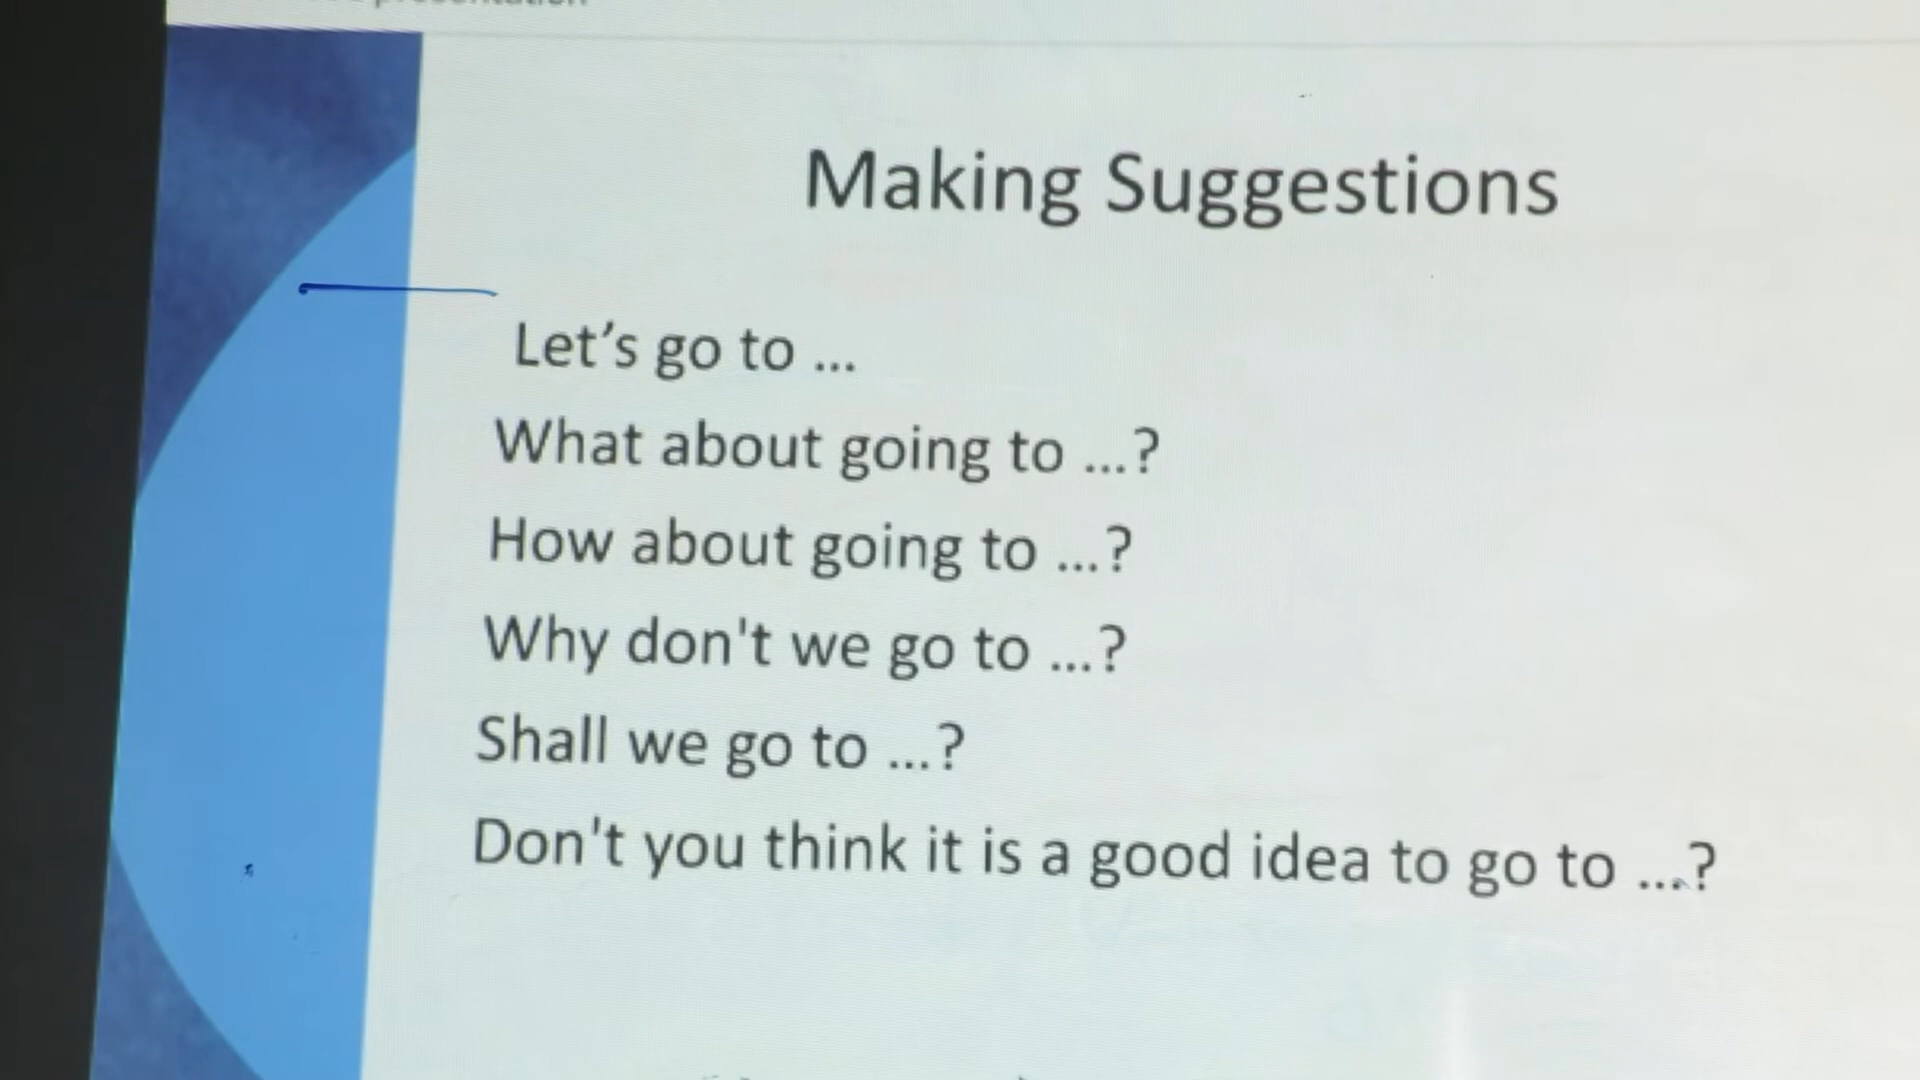 presentation
Making Suggestions
Let’s go to ...
What about going to ...?
How about going to ...?
Why don't we go to ...?
Shall we go to ...?
Don't you think it is a good idea to go to ...?